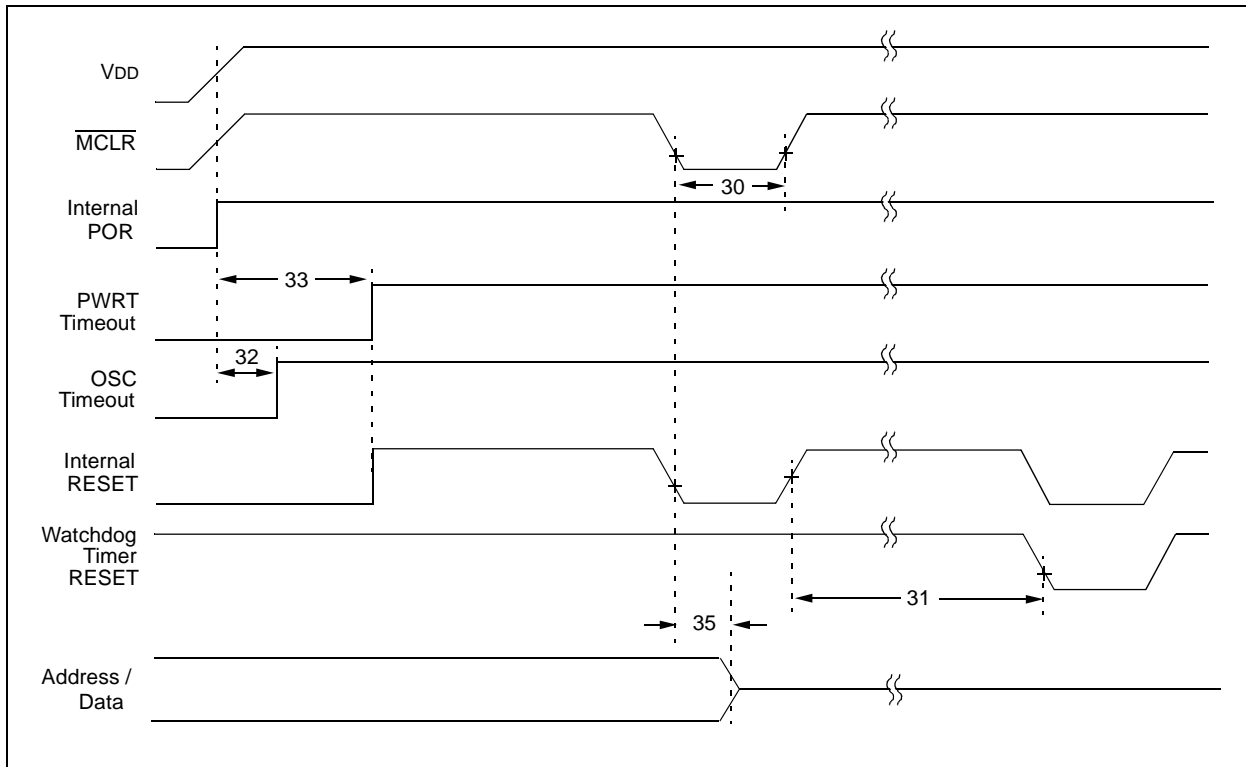 VDD
MCLR
30
Internal
POR
33
PWRT
Timeout
32
OSC
Timeout
Internal
RESET
Watchdog
Timer
RESET
31
35
Address /
Data